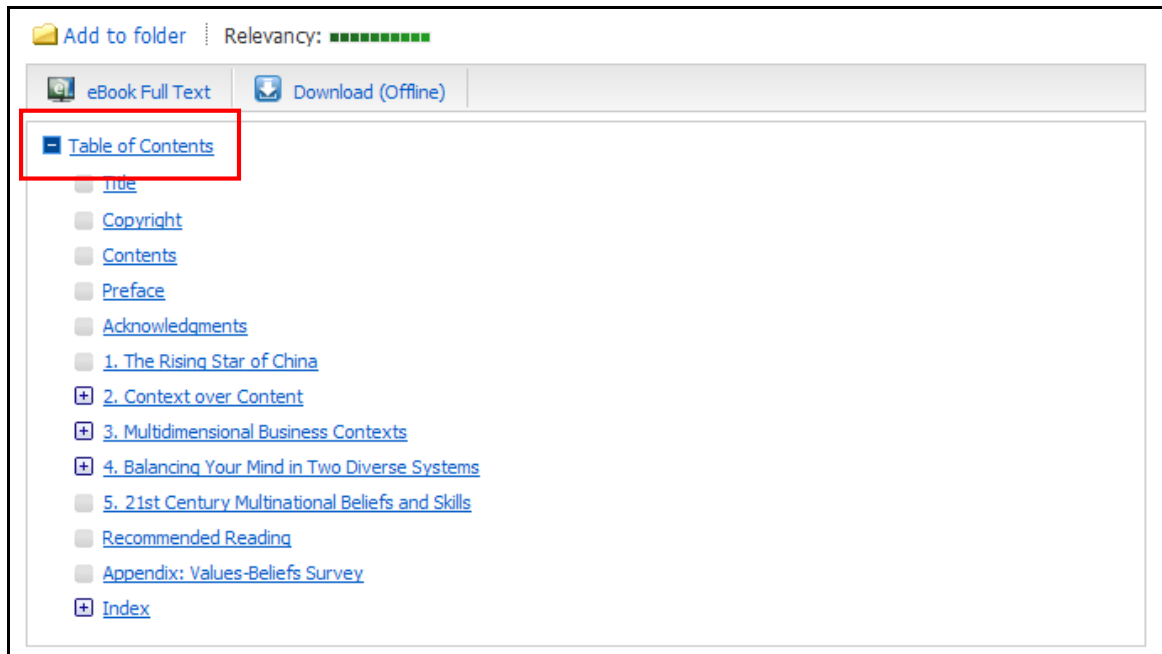 Add to folder Relevancy:
eBook Full Text Download (Offline)
Table of Contents
Title
Copyright
Contents
Preface
Acknowledgments
1. The Rising Star of China
2. Context over Content
3. Multidimensional Business Contexts
4. Balancing Your Mind in Two Diverse Systems
5. 21st Century Multinational Beliefs and Skills
Recommended Reading
Appendix: Values-Beliefs Survey
Index